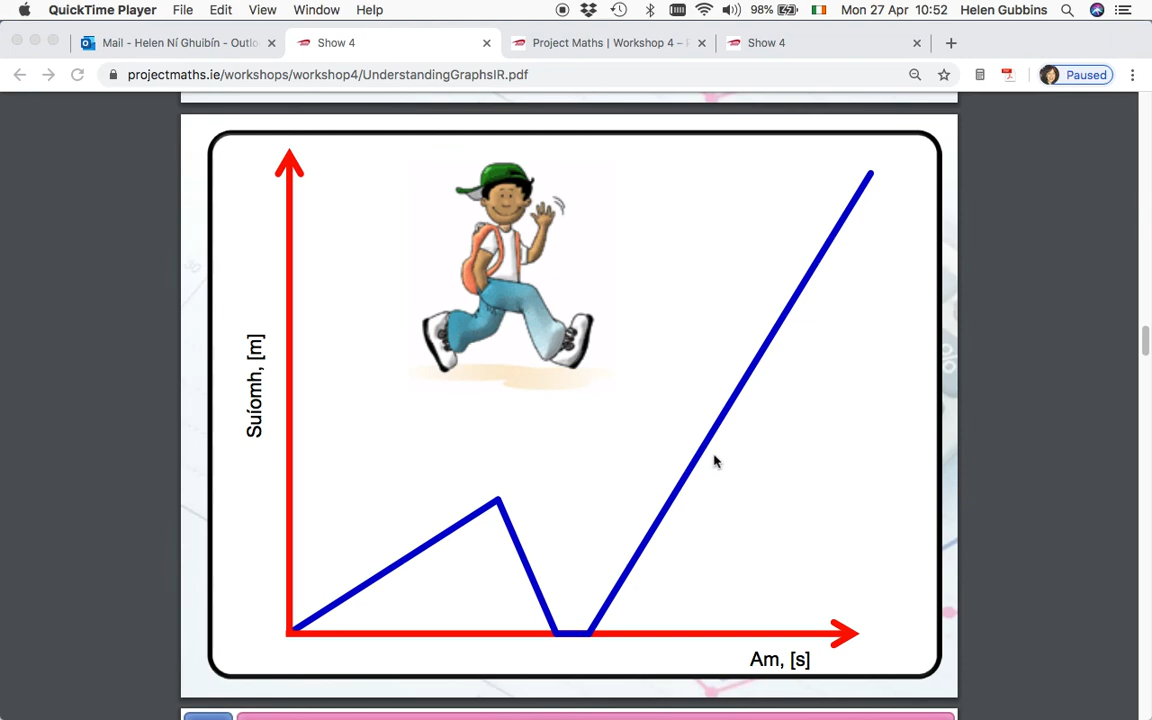 QuickTime Player File Edit View Window Help 98% Mon 27 Apr 10:52 Helen Gubbins
Mail - Helen Ní Ghuibín - Outlo Show 4 Project Maths | Workshop 4 – Show 4
projectmaths.ie/workshops/workshop4/UnderstandingGraphsIR.pdf Paused
Suíomh, [m]
Am, [s]